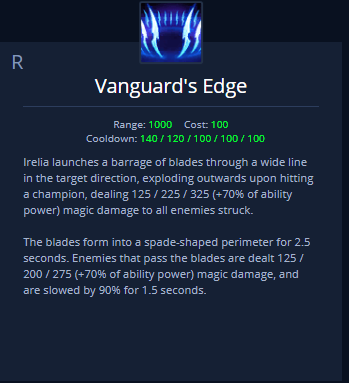 R
Vanguard's Edge
Range: 1000 Cost: 100
Cooldown: 140 / 120 / 100 / 100 / 100
Irelia launches a barrage of blades through a wide line
in the target direction, exploding outwards upon hitting
a champion, dealing 125 / 225 / 325 (+70% of ability
power) magic damage to all enemies struck.
The blades form into a spade-shaped perimeter for 2.5
seconds. Enemies that pass the blades are dealt 125 /
200 / 275 (+70% of ability power) magic damage, and
are slowed by 90% for 1.5 seconds.